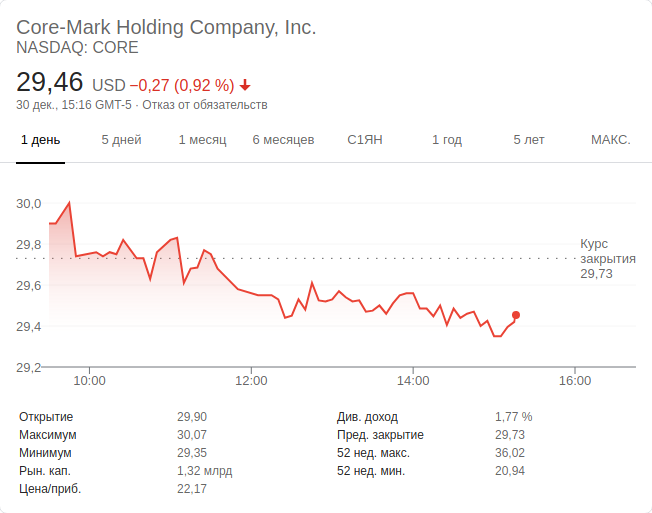 Core-Mark Holding Company, Inc.
NASDAQ: CORE
29,46 USD −0,27 (0,92 %)
30 дек., 15:16 GMT-5 · Отказ от обязательств
1 день 5 дней 1 месяц 6 месяцев С1ЯН 1 год 5 лет МАКС.
30,0
29,8
29,6
29,4
29,2
Курс
закрытия
29,73
10:00 12:00 14:00 16:00
Открытие 29,90 Див. доход 1,77 %
Максимум 30,07 Пред. закрытие 29,73
Минимум 29,35 52 нед. макс. 36,02
Рын. кап. 1,32 млрд 52 нед. мин. 20,94
Цена/приб. 22,17